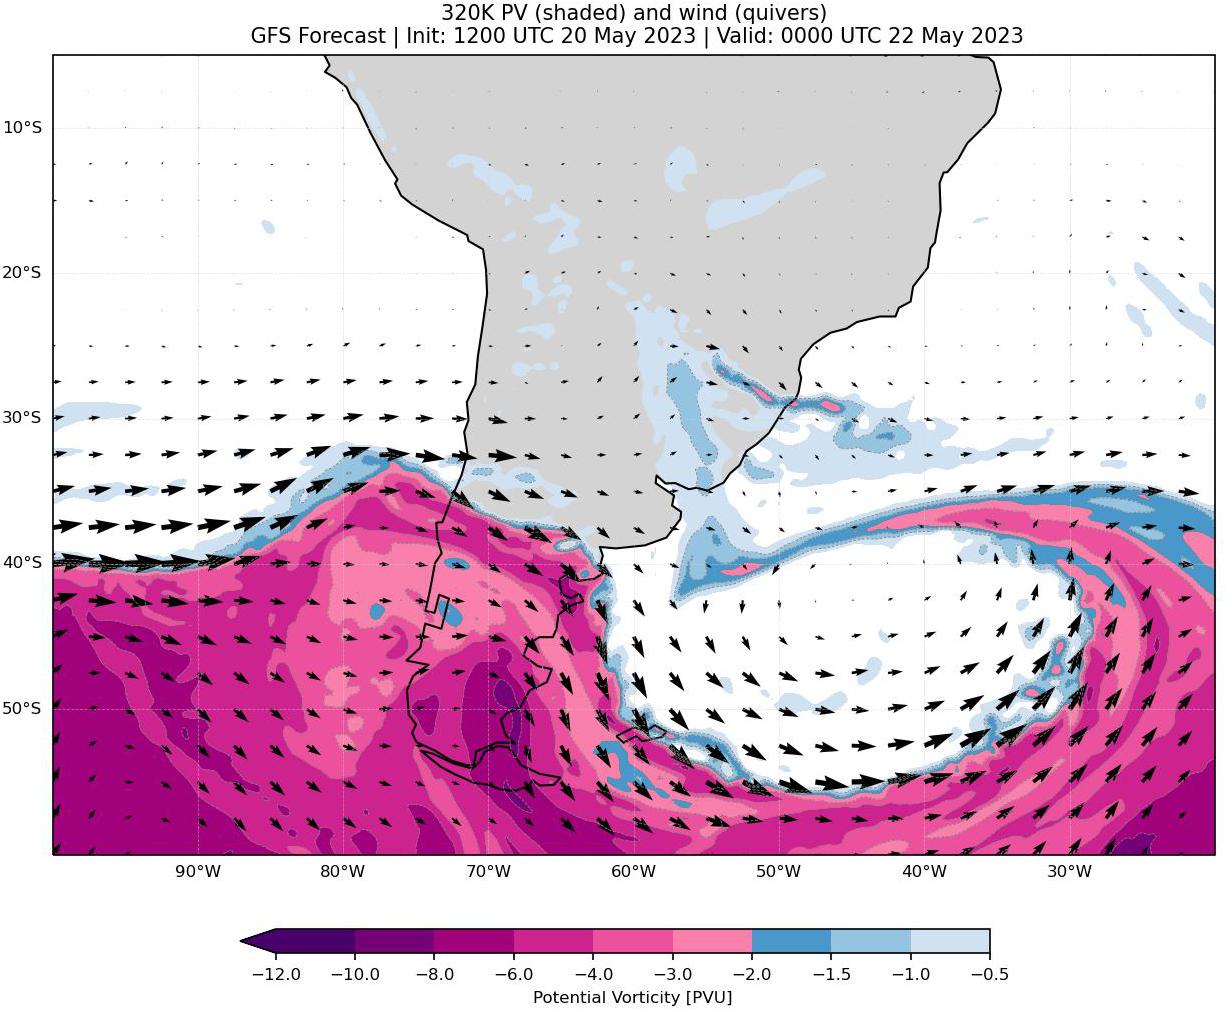 320K PV (shaded) and wind (quivers)
GFS Forecast | Init: 1200 UTC 20 May 2023 | Valid: 0000 UTC 22 May 2023
10°S
20°S
30°S
40°S
50°S
90°W 80°W 70°W 60°W 50°W 40°W 30°W
−12.0 −10.0 −8.0 −6.0 −4.0 −3.0 −2.0 −1.5 −1.0 −0.5
Potential Vorticity [PVU]